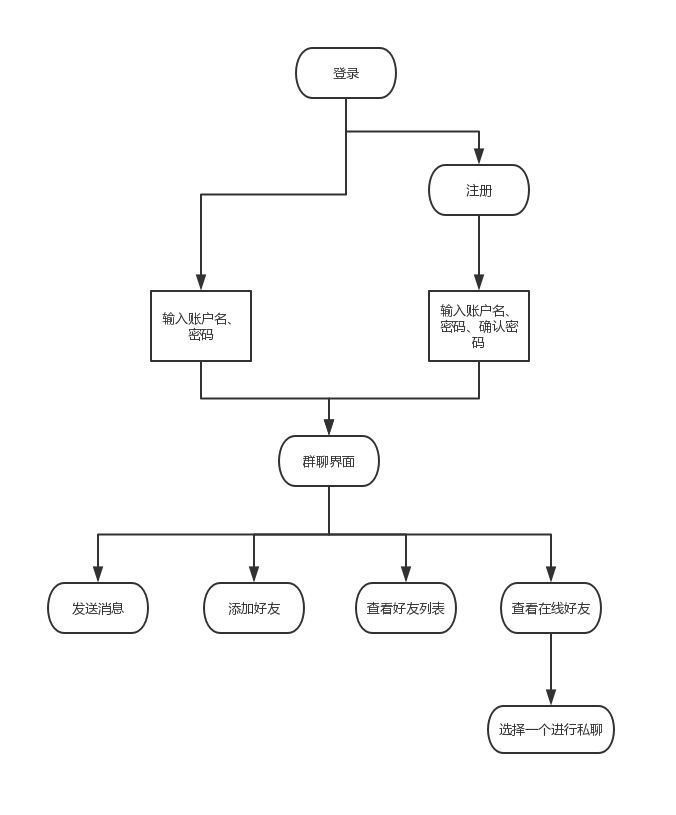 登录
注册
输入账户名、
密码
输入账户名、
密码、确认密
码
群聊界面
发送消息
添加好友
查看好友列表
查看在线好友
选择一个进行私聊